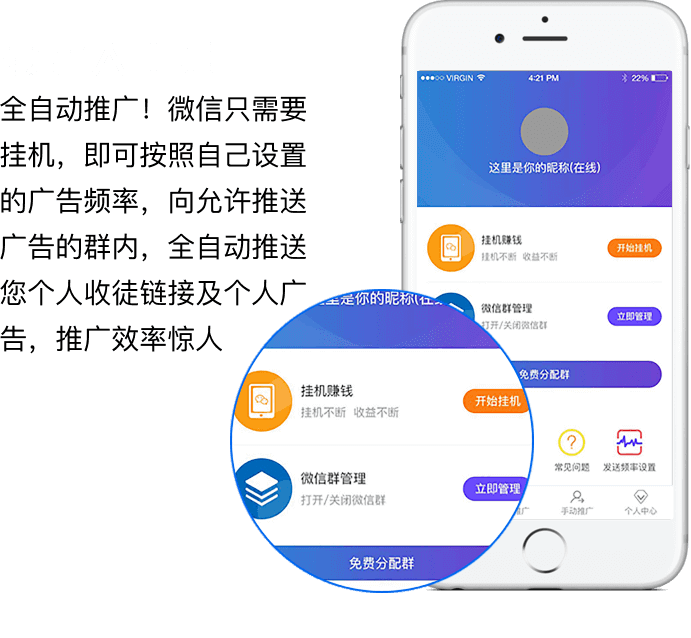 全自动推广！微信只需要
挂机，即可按照自己设置
的广告频率，向允许推送
广告的群内，全自动推送
您个人收徒链接及个人广
告，推广效率惊人
VIRGIN 4:21 PM 22%
这里是你的昵称(在线)
挂机赚钱
挂机不断 收益不断
开始挂机
微信群管理
打开/关闭微信群
立即管理
免费分配群
常见问题 发送频率设置
广 手动推广 个人中心
这里是你的昵称(在线
挂机赚钱
挂机不断 收益不断
开始挂机
微信群管理
打开/关闭微信群
立即管理
免费分配群